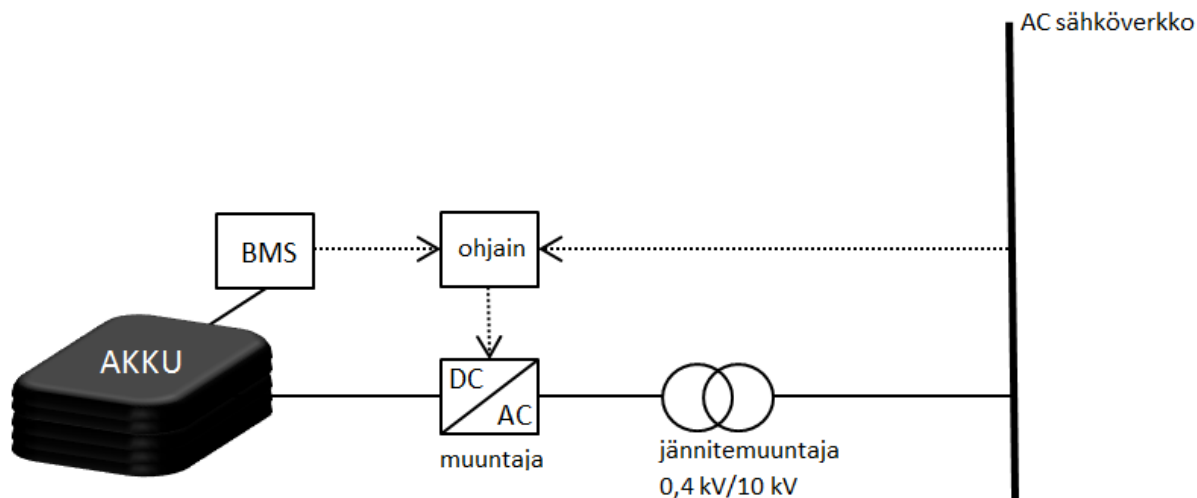 AC sähköverkko
BMS
ohjain
AKKU
DC
AC
muuntaja
jännitemuuntaja
0,4 kV/10 kV